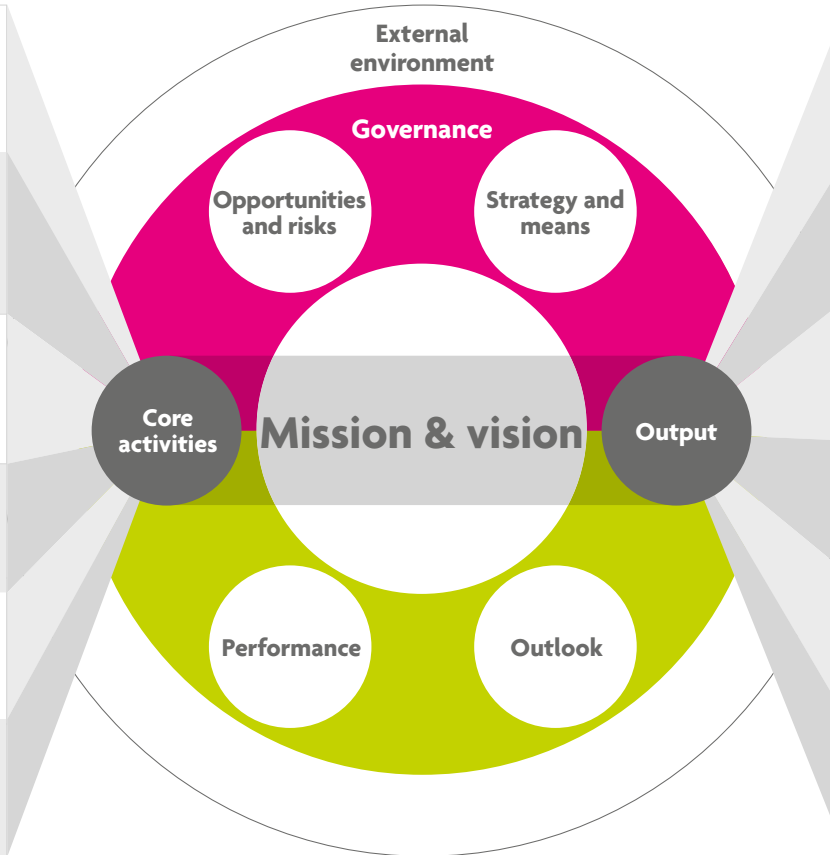 External
environment
Governance
Opportunities
and risks
Strategy and
means
Core
activities
Mission & vision
Output
Performance
Outlook